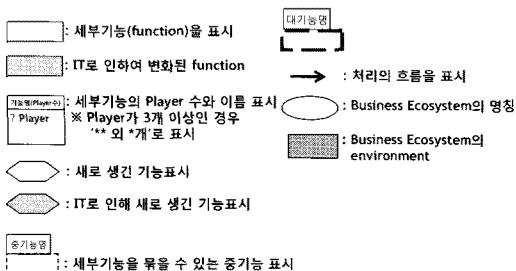 : 세부기능(function)을 표시
: IT로 인하여 변화된 function
기능명(Player수)
? Player
: 세부기능의 Player 수와 이름 표시
※ Player가 3개 이상인 경우
'** 외 *개'로 표시
: 새로 생긴 기능표시
: IT로 인해 새로 생긴 기능표시
중기능명
: 세부기능을 묶을 수 있는 중기능 표시
대기능명
: 처리의 흐름을 표시
: Business Ecosystem의 명칭
: Business Ecosystem의
environment